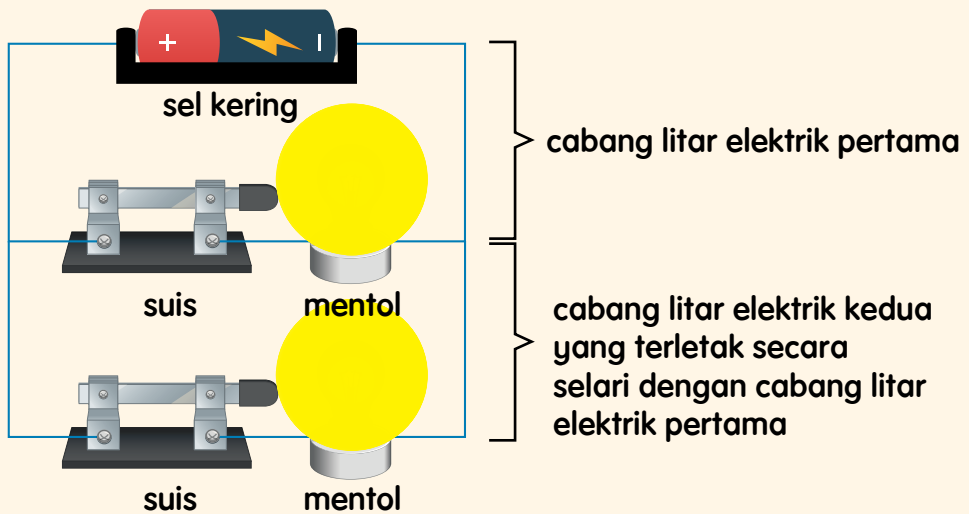 + –
sel kering
cabang litar elektrik pertama
suis mentol
cabang litar elektrik kedua
yang terletak secara
selari dengan cabang litar
elektrik pertama
suis mentol